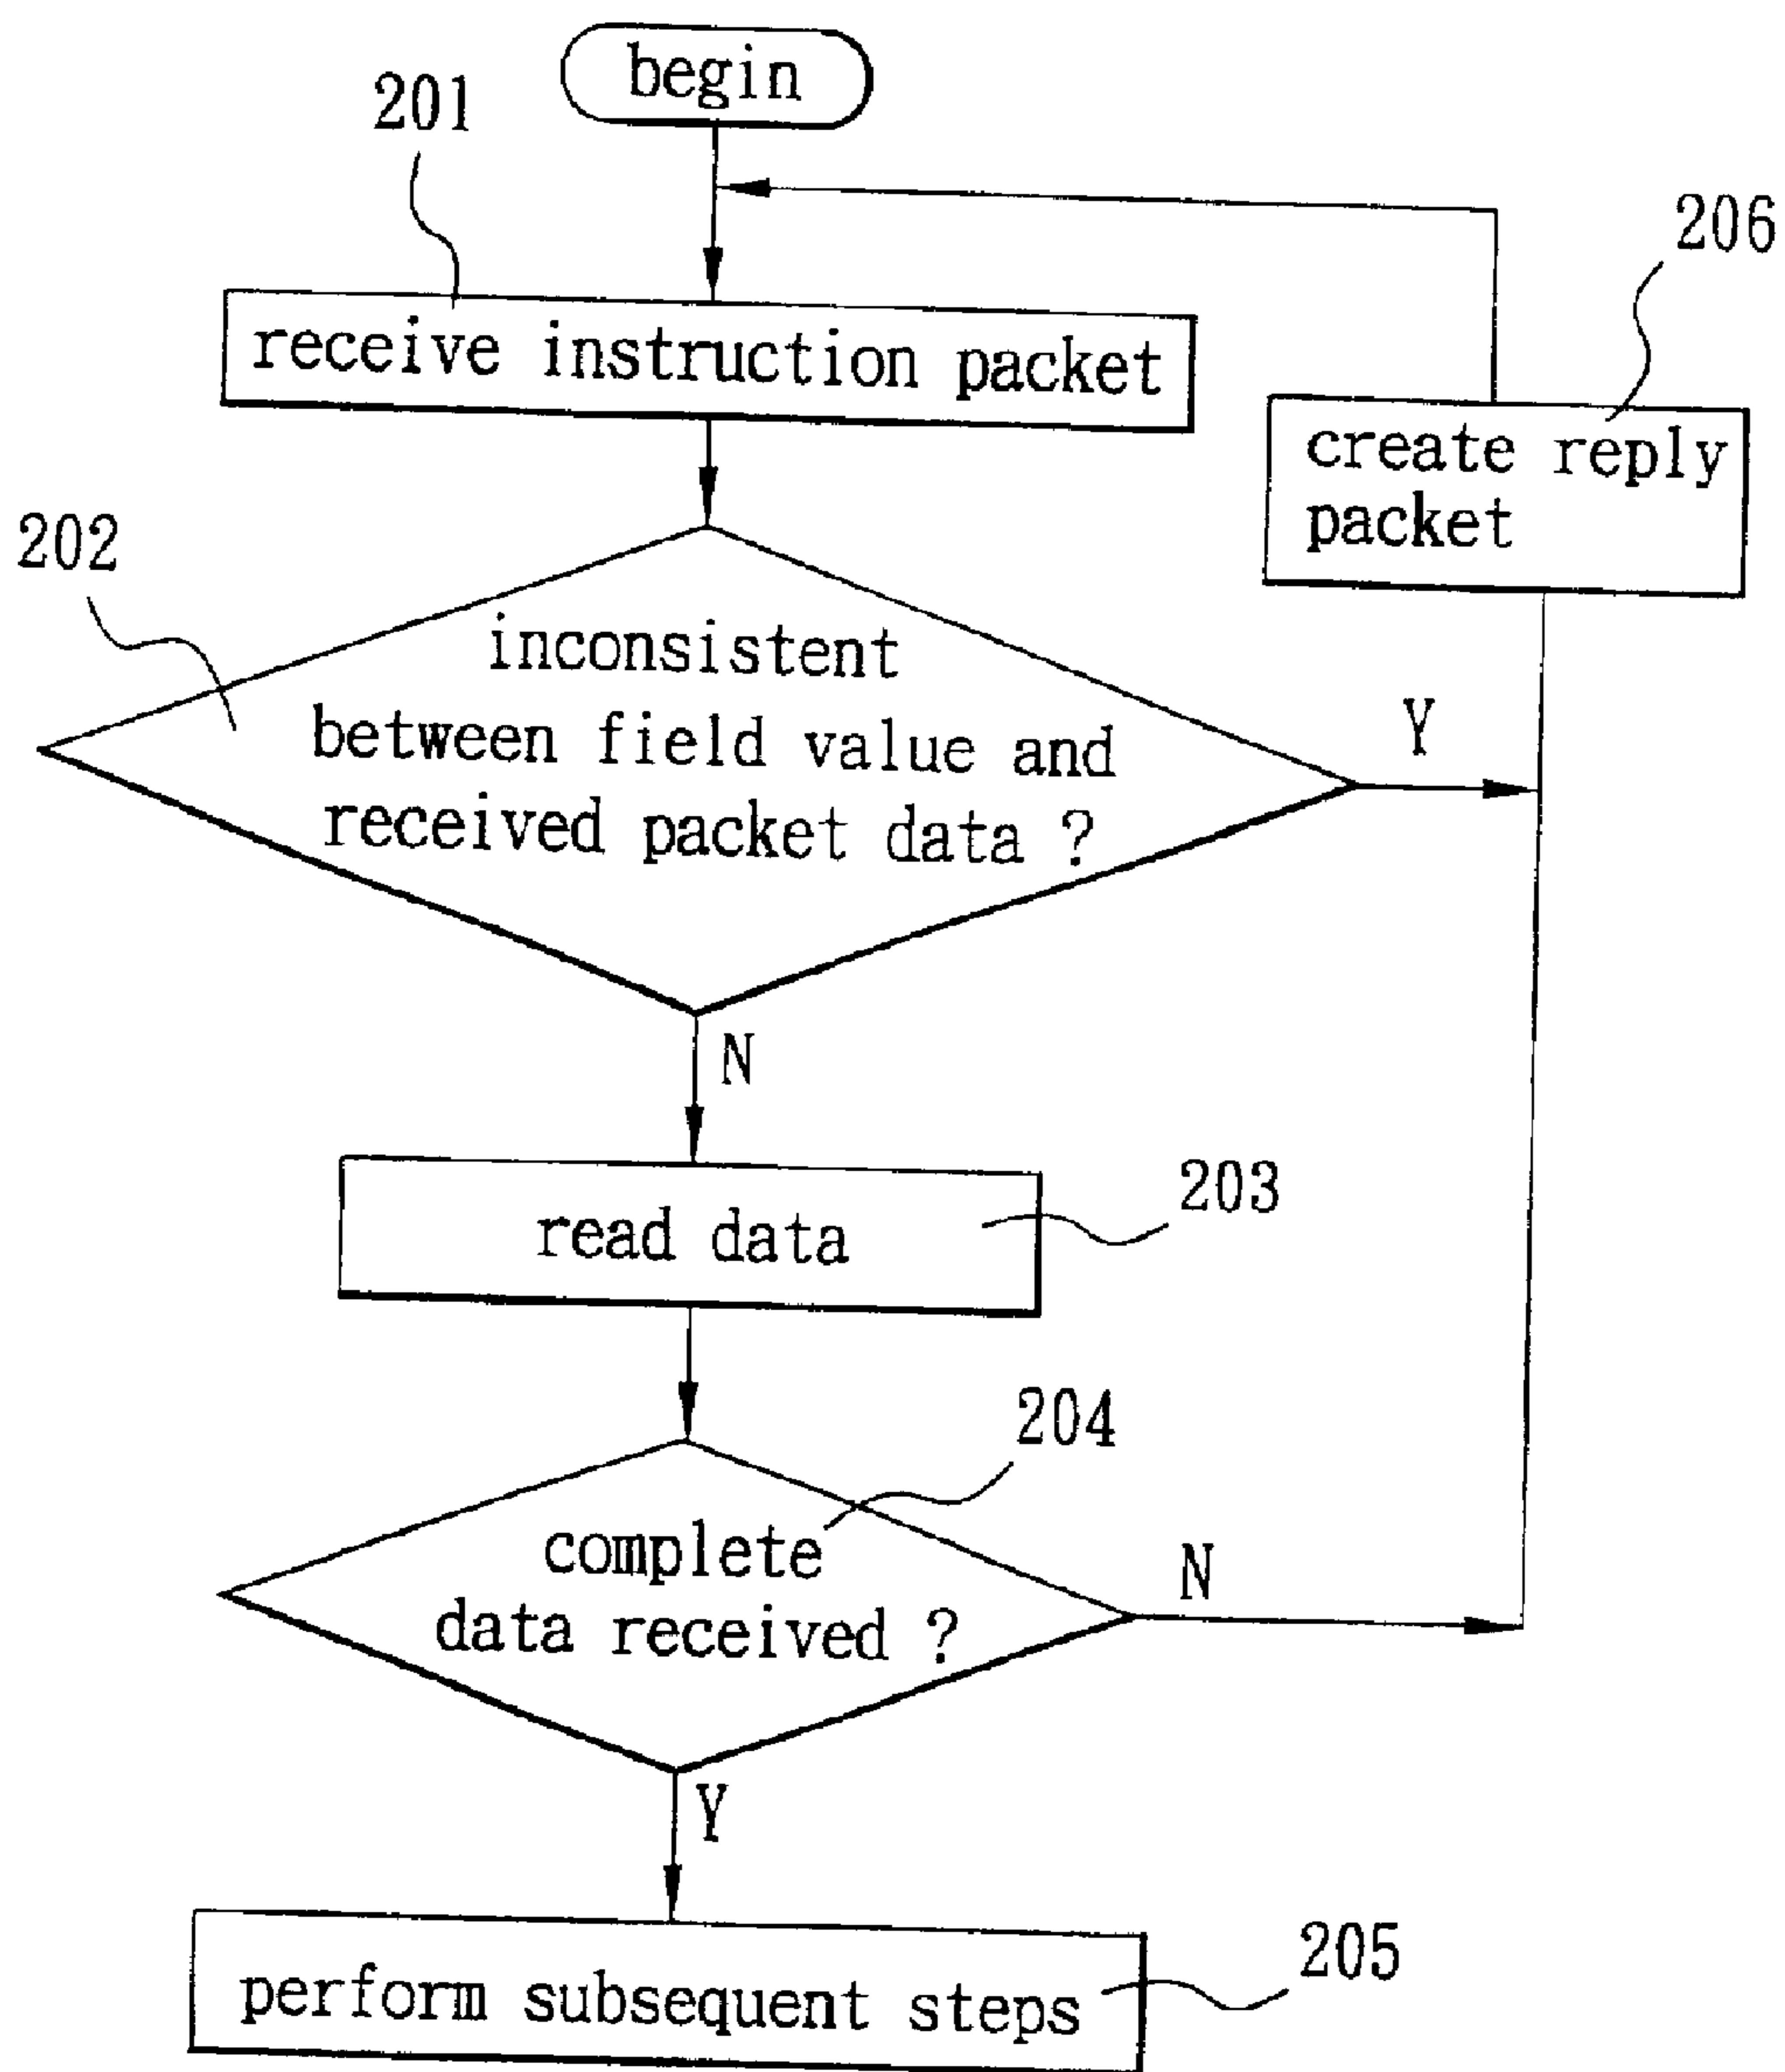 begin
201
206
receive instruction packet
create reply
packet
202
inconsistent
between field value and
received packet data ?
Y
N
read data
203
204
complete
data received ?
N
Y
perform subsequent steps
205